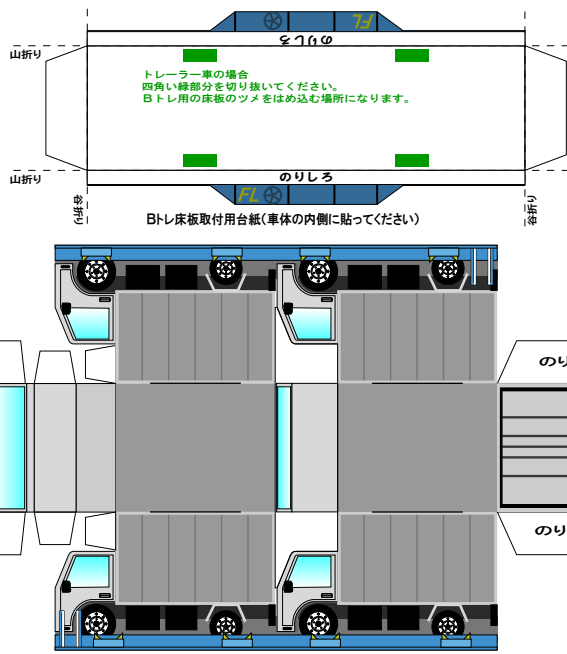 FL
のりしろ
山折り
トレーラー車の場合
四角い緑部分を切り抜いてください。
Bトレ用の床板のツメをはめ込む場所になります。
山折り
のりしろ
FL
谷折り
谷折り
Bトレ床板取付用台紙(車体の内側に貼ってください)
のり
のり